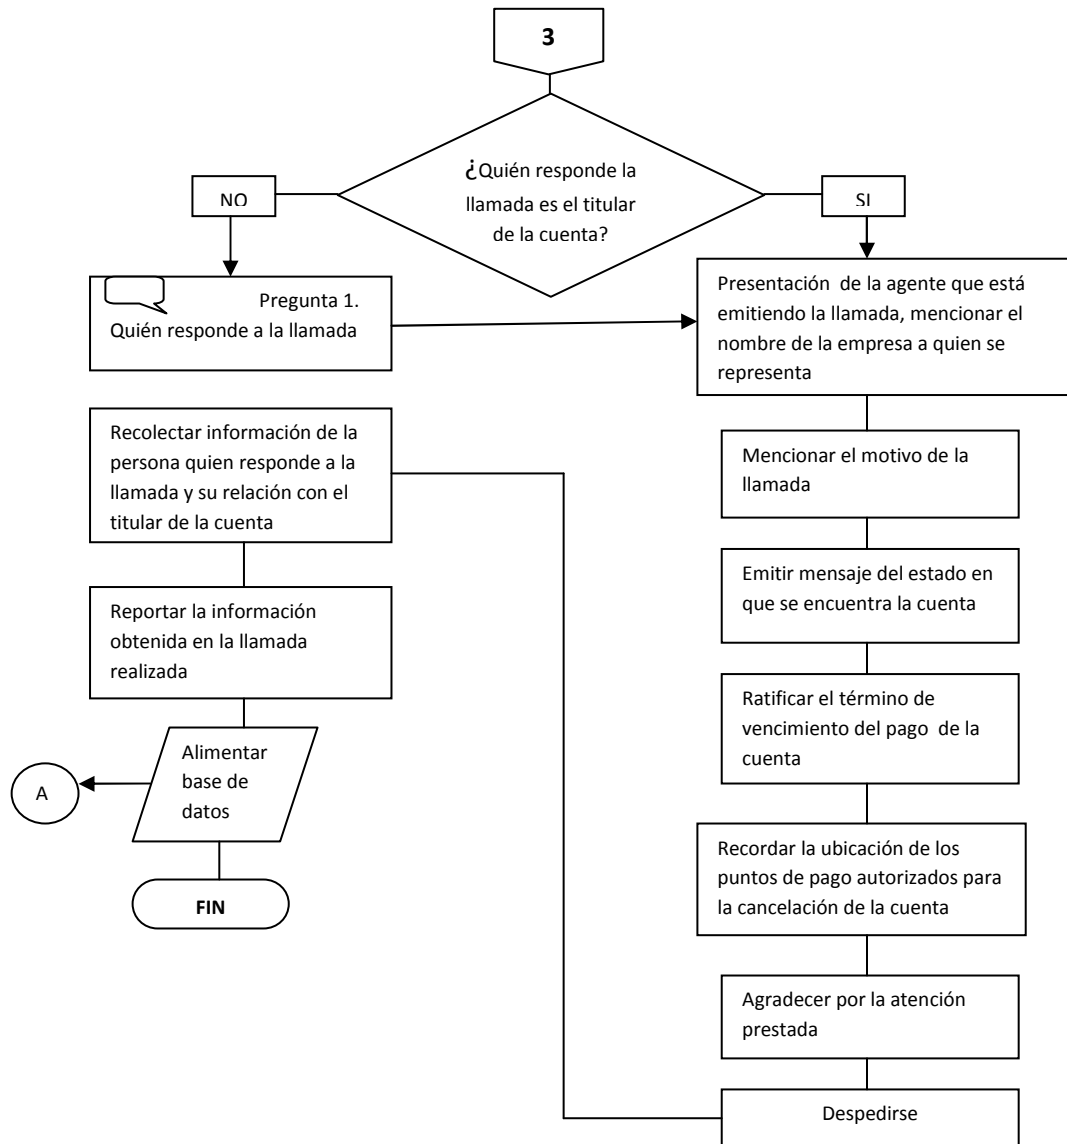 3
¿Quién responde la
llamada es el titular
de la cuenta?
NO
SI
Pregunta 1.
Quién responde a la llamada
Presentación de la agente que está
emitiendo la llamada, mencionar el
nombre de la empresa a quien se
representa
Recolectar información de la
persona quien responde a la
llamada y su relación con el
titular de la cuenta
Mencionar el motivo de la
llamada
Emitir mensaje del estado en
que se encuentra la cuenta
Reportar la información
obtenida en la llamada
realizada
Ratificar el término de
vencimiento del pago de la
cuenta
Alimentar
base de
datos
A
FIN
Recordar la ubicación de los
puntos de pago autorizados para
la cancelación de la cuenta
Agradecer por la atención
prestada
Despedirse